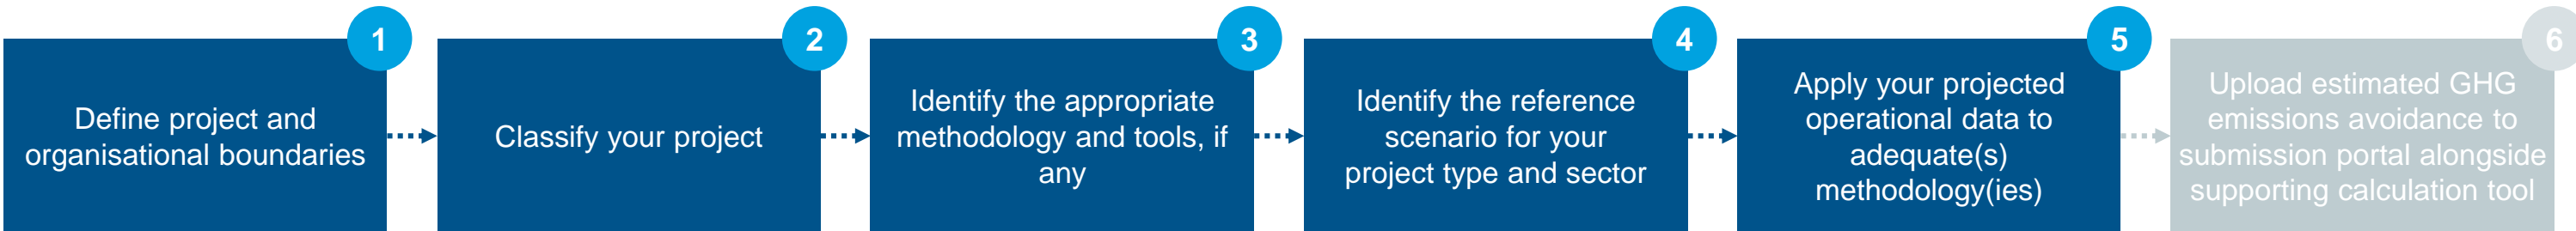 1
Define project and
organisational boundaries
2
Classify your project
3
Identify the appropriate
methodology and tools, if
any
4
Identify the reference
scenario for your
project type and sector
5
Apply your projected
operational data to
adequate(s)
methodology(ies)
6
Upload estimated GHG
emissions avoidance to
submission portal alongside
supporting calculation tool